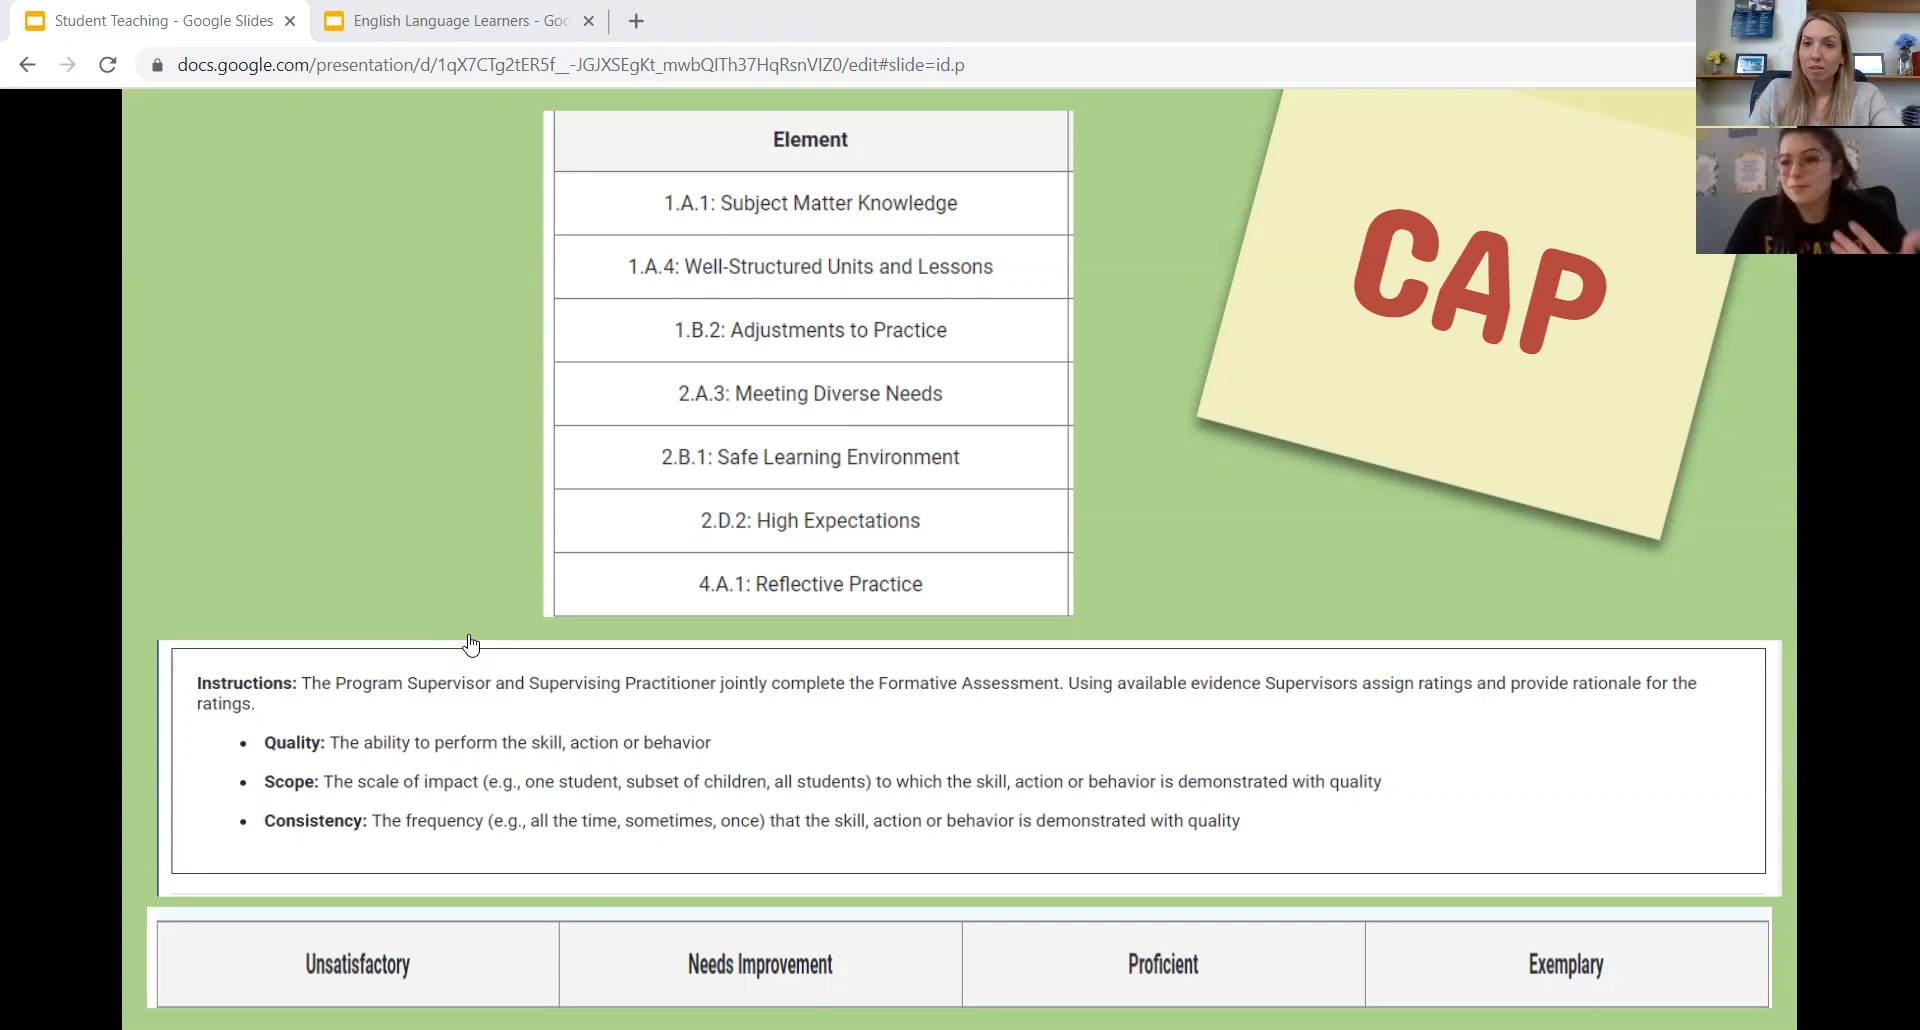 Student Teaching - Google Slides
English Language Learners - Goo
docs.google.com/presentation/d/1qX7CTg2tER5f__-JGJXSEgKt_mwbQITh37HqRsnVIZ0/edit#slide=id.p
Element
1.A.1: Subject Matter Knowledge
1.A.4: Well-Structured Units and Lessons
1.B.2: Adjustments to Practice
2.A.3: Meeting Diverse Needs
2.B.1: Safe Learning Environment
2.D.2: High Expectations
4.A.1: Reflective Practice
CAP
Instructions: The Program Supervisor and Supervising Practitioner jointly complete the Formative Assessment. Using available evidence Supervisors assign ratings and provide rationale for the
ratings.
• Quality: The ability to perform the skill, action or behavior
• Scope: The scale of impact (e.g., one student, subset of children, all students) to which the skill, action or behavior is demonstrated with quality
• Consistency: The frequency (e.g., all the time, sometimes, once) that the skill, action or behavior is demonstrated with quality
Unsatisfactory
Needs Improvement
Proficient
Exemplary